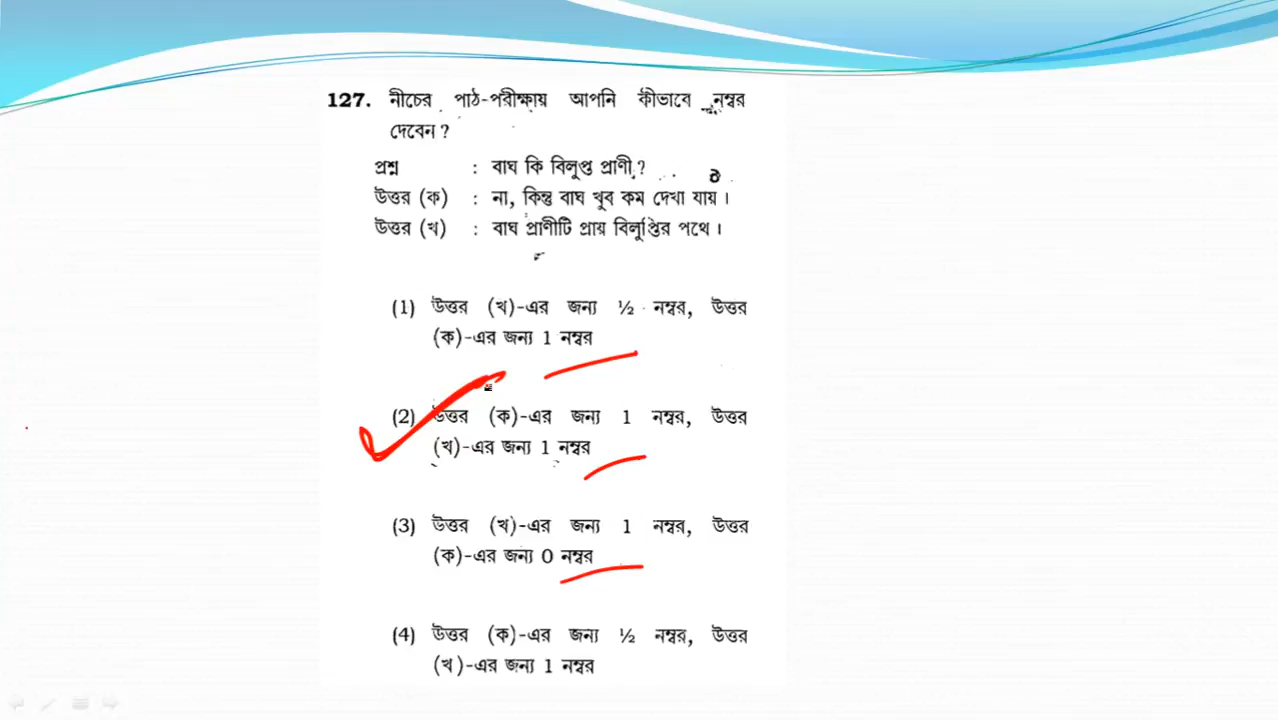 127. নীচের পাঠ-পরীক্ষায় আপনি কীভাবে নম্বর
দেবেন ?
প্রশ্ন : বাঘ কি বিলুপ্ত প্রাণী ?
উত্তর (ক) : না, কিন্তু বাঘ খুব কম দেখা যায় ।
উত্তর (খ) : বাঘ প্রাণীটি প্রায় বিলুপ্তির পথে ।
(1) উত্তর (খ)-এর জন্য ½ নম্বর, উত্তর
(ক)-এর জন্য 1 নম্বর
(2) উত্তর (ক)-এর জন্য 1 নম্বর, উত্তর
(খ)-এর জন্য 1 নম্বর
(3) উত্তর (খ)-এর জন্য 1 নম্বর, উত্তর
(ক)-এর জন্য 0 নম্বর
(4) উত্তর (ক)-এর জন্য ½ নম্বর, উত্তর
(খ)-এর জন্য 1 নম্বর